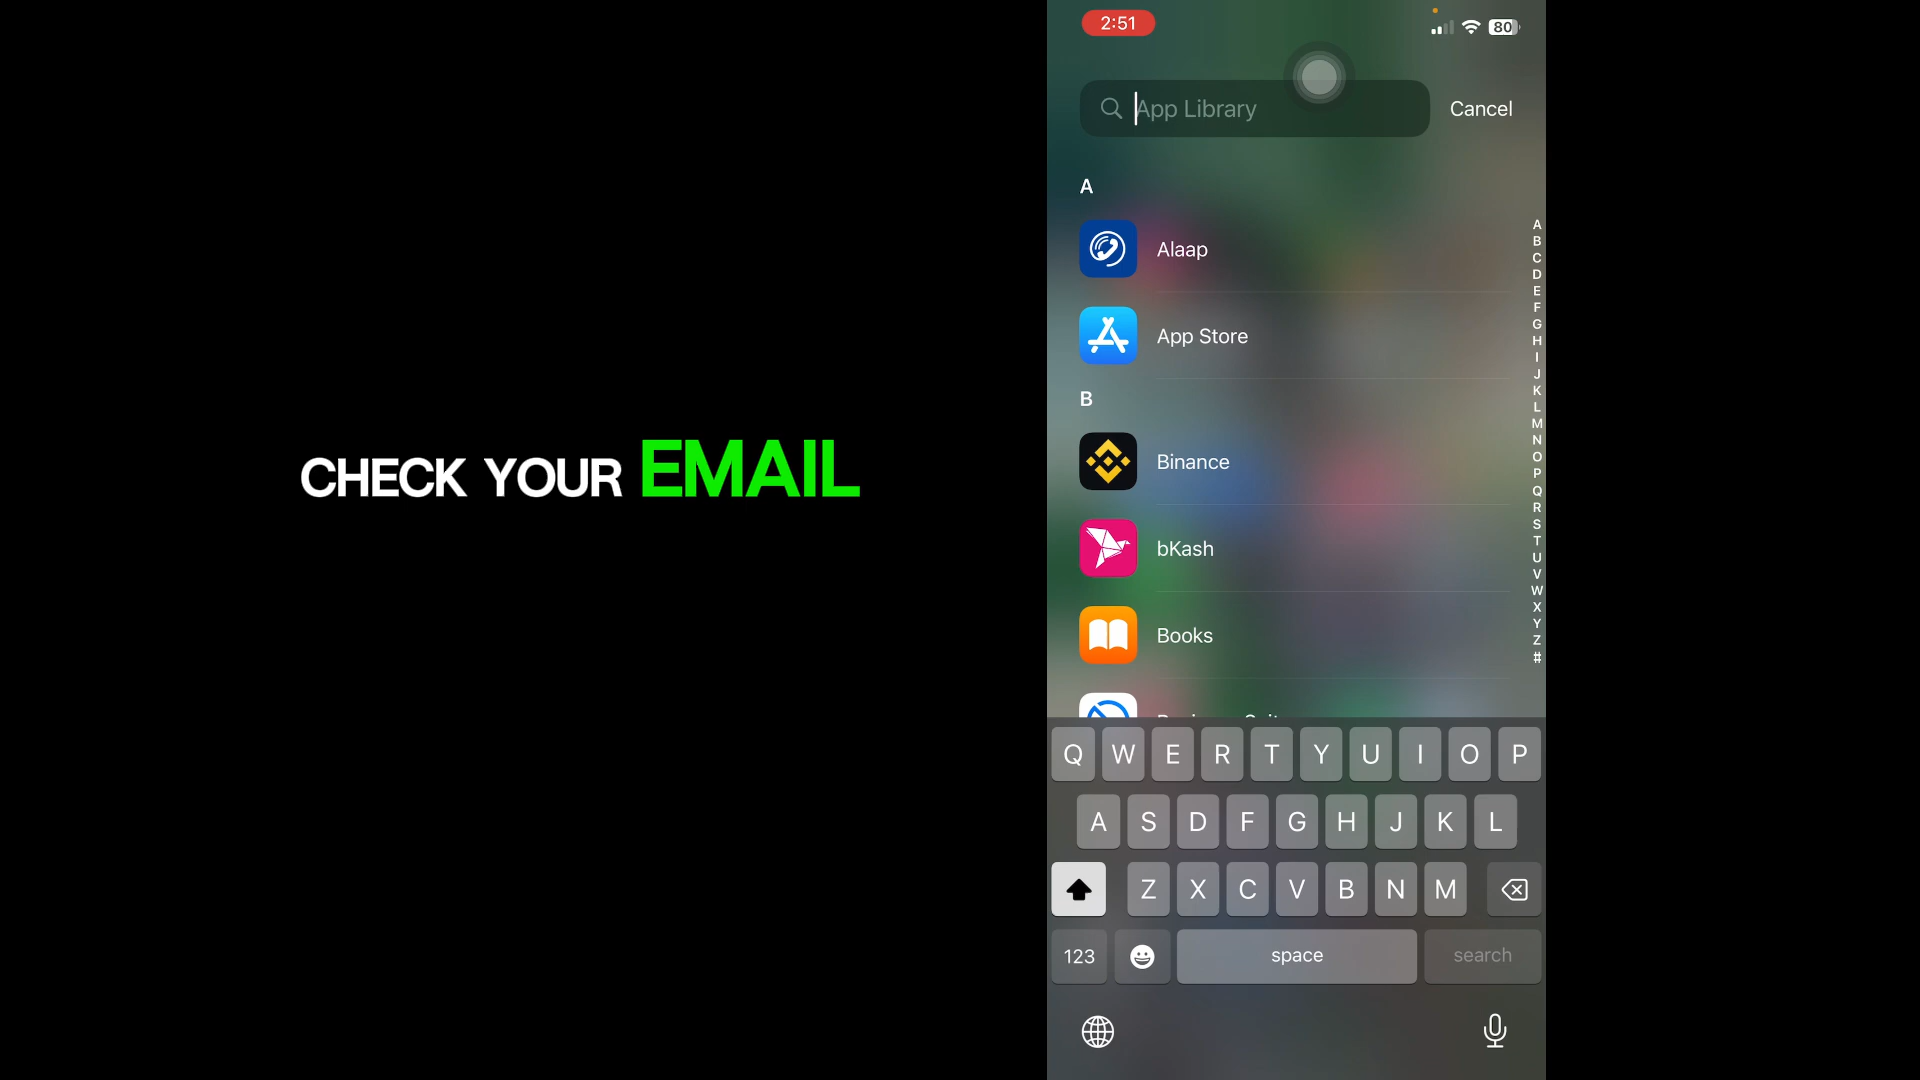 CHECK YOUR EMAIL
2:51
80
App Library
Cancel
A
Alaap
App Store
B
Binance
bKash
Books
A
B
C
D
E
F
G
H
I
J
K
L
M
N
O
P
Q
R
S
T
U
V
W
X
Y
Z
#
Q W E R T Y U I O P
A S D F G H J K L
Z X C V B N M
123 space search